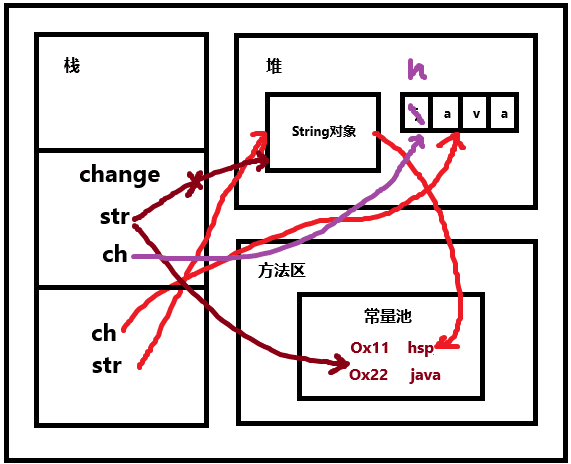 栈
change
str
ch
ch
str
堆
h
String对象
j a v a
方法区
常量池
Ox11 hsp
Ox22 java